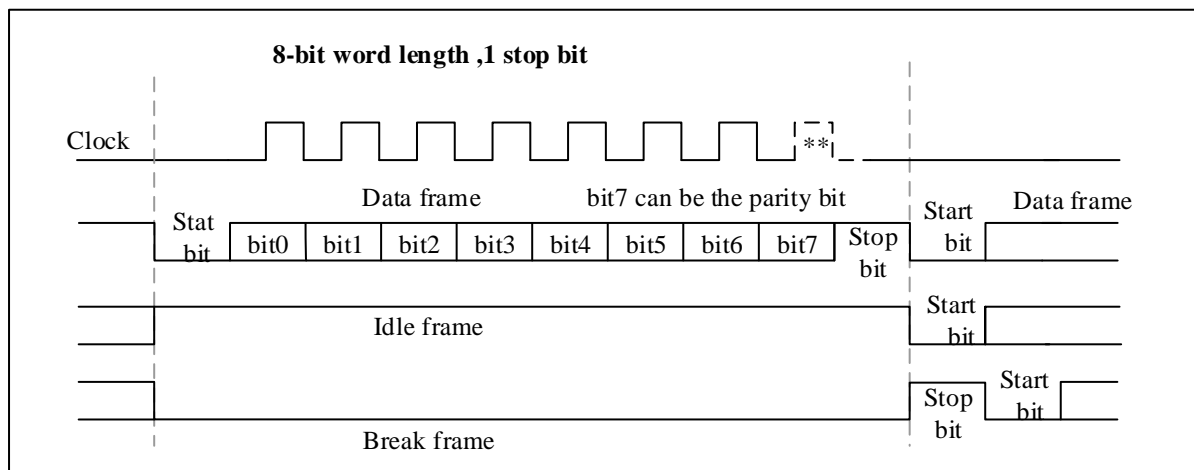 8-bit word length ,1 stop bit
Clock
**
Data frame
bit7 can be the parity bit
Stat
bit
bit0
bit1
bit2
bit3
bit4
bit5
bit6
bit7
Stop
bit
Start
bit
Data frame
Idle frame
Start
bit
Break frame
Stop
bit
Start
bit